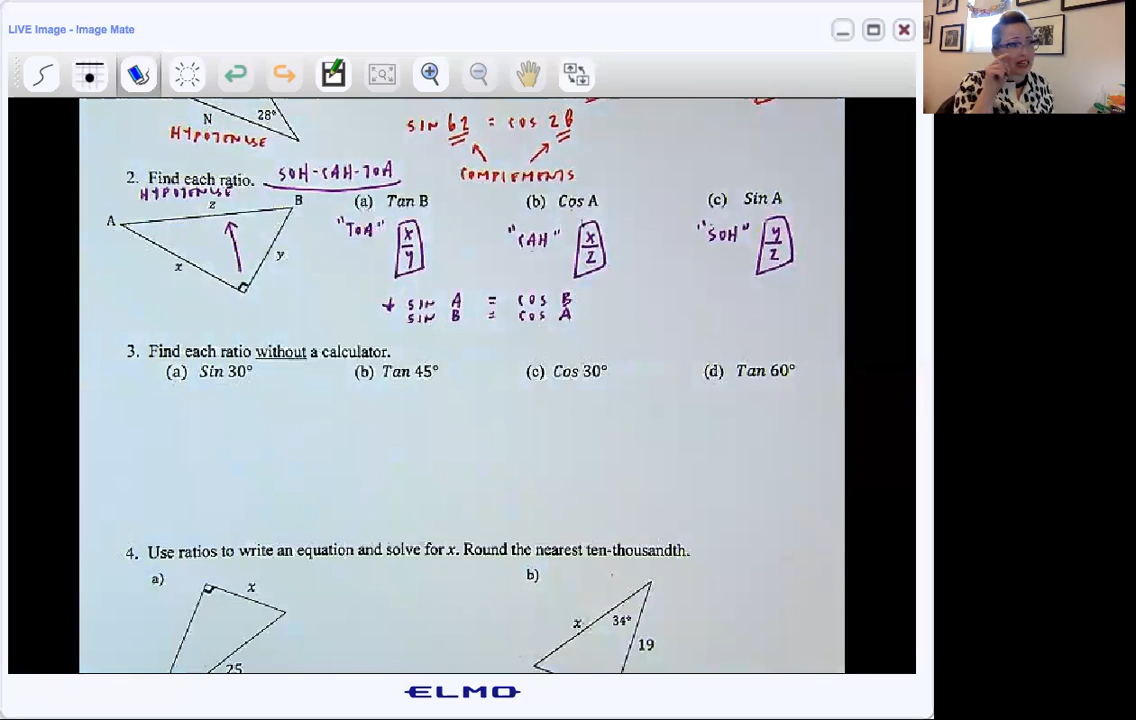 LIVE Image - Image Mate
N
28°
HYPOTENUSE
SIN 62 = COS 28
COMPLEMENTS
2. Find each ratio. SOH-CAH-TOA
HYPOTENUSE
A
z
B
x
y
(a) Tan B
(b) Cos A
(c) Sin A
"TOA" x/y
"CAH" x/z
"SOH" y/z
SIN A = COS B
SIN B = COS A
3. Find each ratio without a calculator.
(a) Sin 30°
(b) Tan 45°
(c) Cos 30°
(d) Tan 60°
4. Use ratios to write an equation and solve for x. Round the nearest ten-thousandth.
a)
x
25
b)
x
34°
19
ELMO